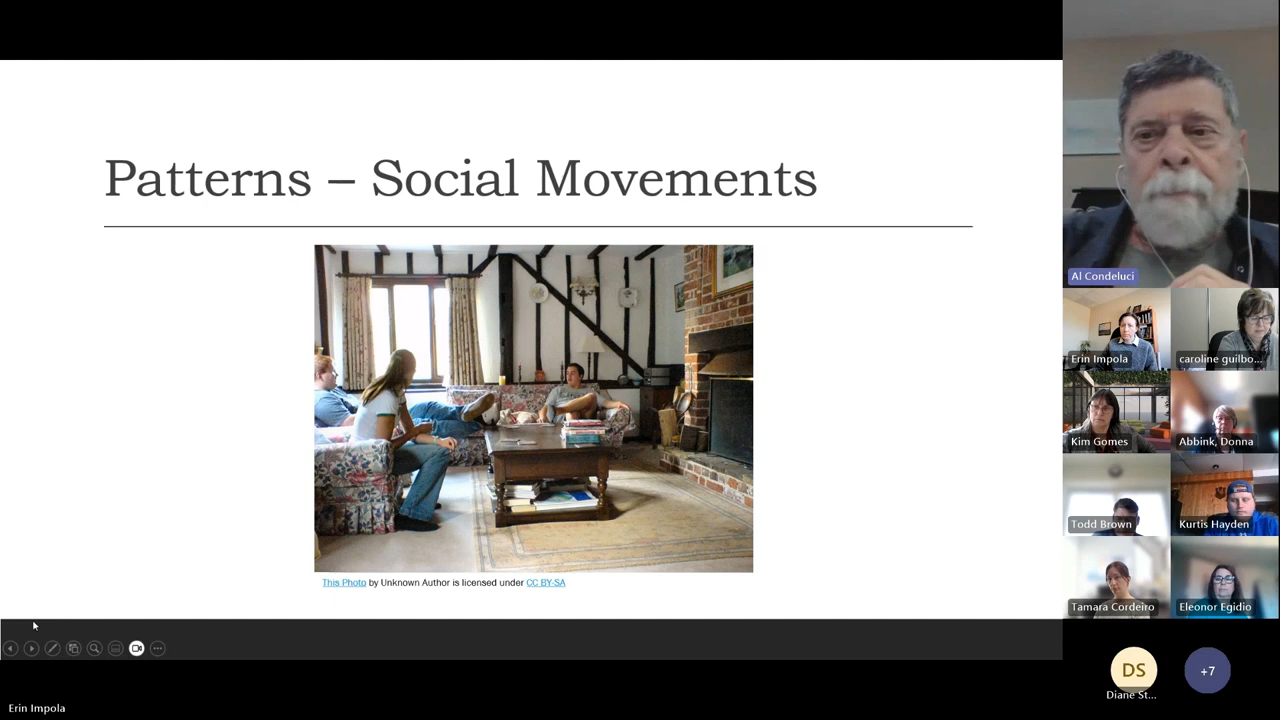 Patterns – Social Movements
This Photo by Unknown Author is licensed under CC BY-SA
Al Condeluci
Erin Impola
caroline guilbo...
Kim Gomes
Abbink, Donna
Todd Brown
Kurtis Hayden
Tamara Cordeiro
Eleonor Egidio
DS
+7
Diane St...
Erin Impola